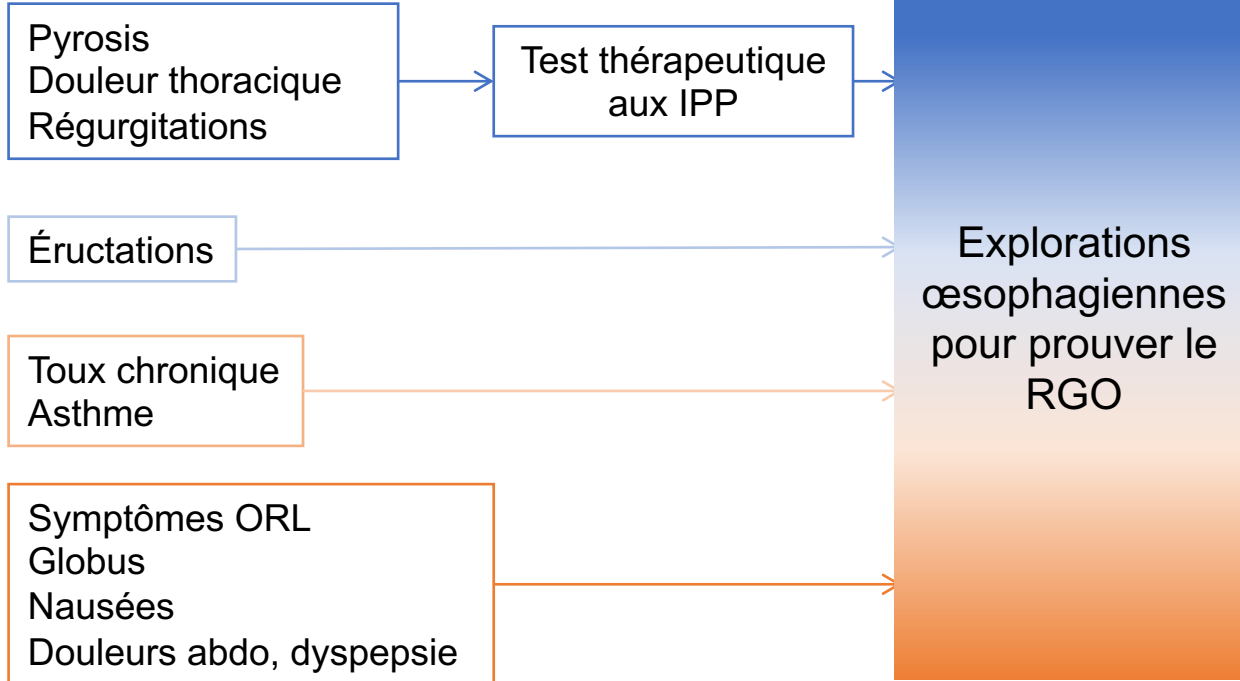 Pyrosis
Douleur thoracique
Régurgitations
Test thérapeutique
aux IPP
Éructations
Toux chronique
Asthme
Symptômes ORL
Globus
Nausées
Douleurs abdo, dyspepsie
Explorations
œsophagiennes
pour prouver le
RGO